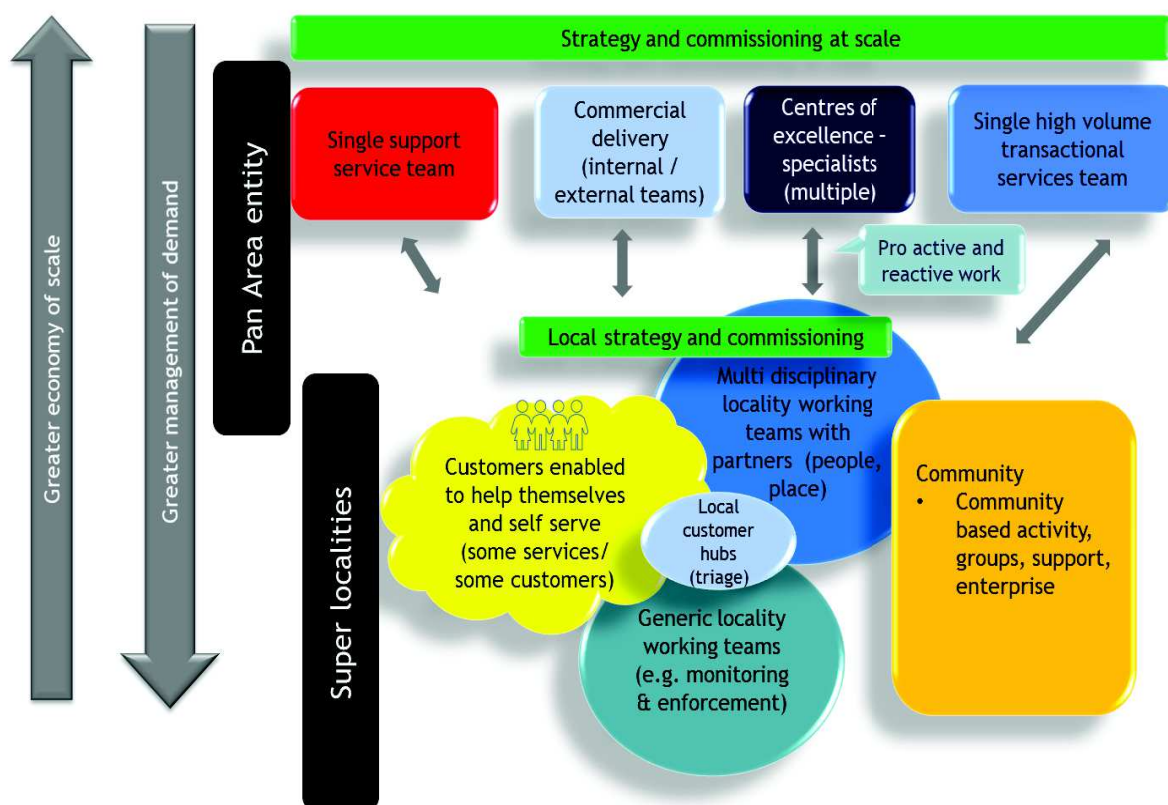 Strategy and commissioning at scale
Greater economy of scale
Greater management of demand
Pan Area entity
Single support
service team
Commercial
delivery
(internal /
external teams)
Centres of
excellence –
specialists
(multiple)
Single high volume
transactional
services team
Pro active and
reactive work
Local strategy and commissioning
Super localities
Multi disciplinary
locality working
teams with
partners (people,
place)
Customers enabled
to help themselves
and self serve
(some services/
some customers)
Local
customer
hubs
(triage)
Generic locality
working teams
(e.g. monitoring
& enforcement)
Community
• Community
based activity,
groups, support,
enterprise